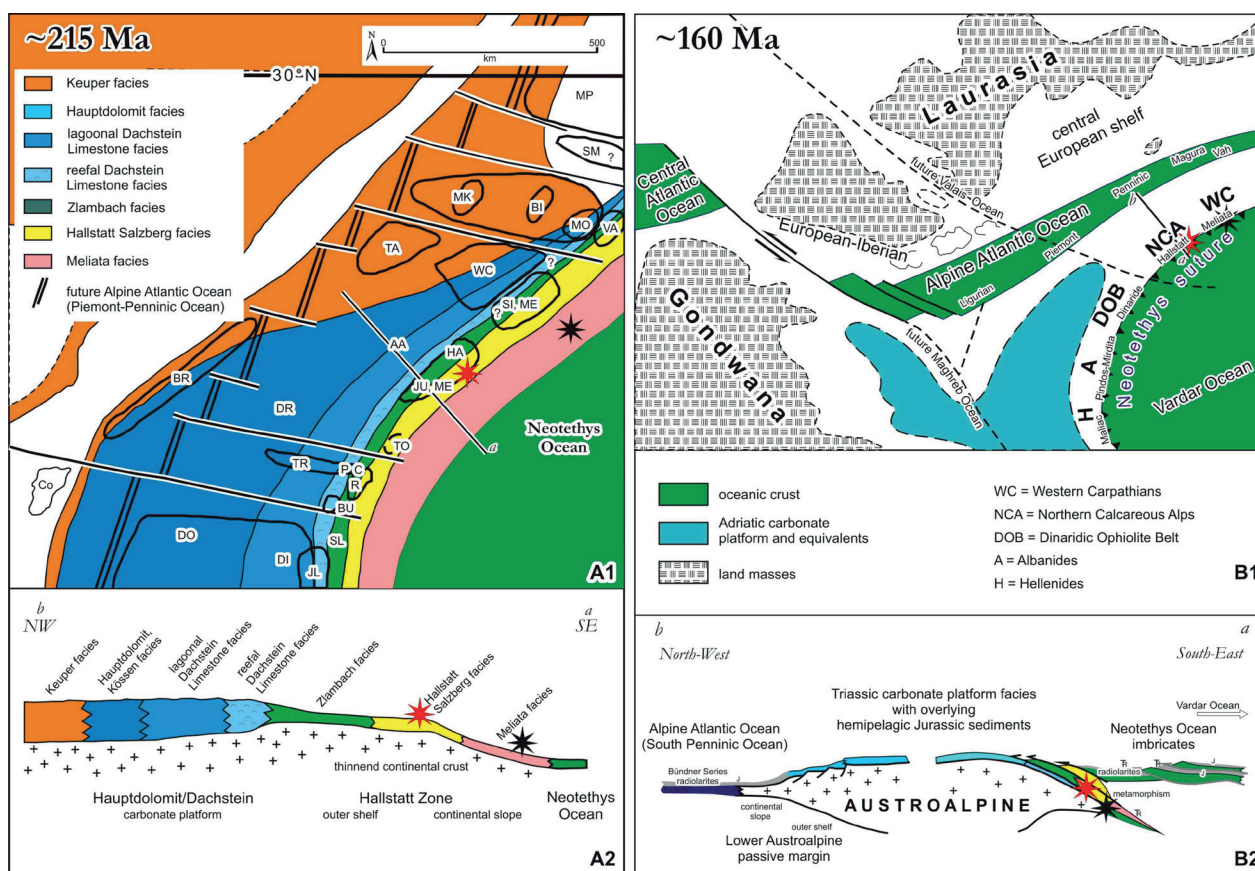 ~215 Ma
N
0
500
km
30°N
Keuper facies
Hauptdolomit facies
lagoonal Dachstein
Limestone facies
reefal Dachstein
Limestone facies
Zlambach facies
Hallstatt Salzberg facies
Meliata facies
future Alpine Atlantic Ocean
(Piemont-Penninic Ocean)
MP
SM
?
MK
BI
MO
VA
TA
WC
?
SI, ME
?
AA
HA
JU, ME
BR
DR
Neotethys
Ocean
TO
a
TR
P
C
R
Co
BU
DO
SL
DI
JL
A1
b
NW
a
SE
Keuper facies
Hauptdolomit,
Kössen facies
lagoonal
Dachstein
Limestone facies
reefal
Dachstein
Limestone facies
Zlambach facies
Hallstatt
Salzberg facies
Meliata facies
thinnend continental crust
Hauptdolomit/Dachstein
carbonate platform
Hallstatt Zone
outer shelf
continental slope
Neotethys
Ocean
A2
~160 Ma
Laurasia
central
European shelf
Central
Atlantic
Ocean
future Valais-Ocean
Penninic
Magura
Vah
b
European-Iberian
Alpine Atlantic Ocean
Piemont
Ligurian
WC
Meliata
NCA
Hallstatt
a
Gondwana
future Maghreb Ocean
DOB
Dinaride
Neotethys suture
A
Pindos-Mirdita
H
Maliac
Vardar Ocean
oceanic crust
Adriatic carbonate
platform and equivalents
land masses
WC = Western Carpathians
NCA = Northern Calcareous Alps
DOB = Dinaridic Ophiolite Belt
A = Albanides
H = Hellenides
B1
b
North-West
a
South-East
Vardar Ocean
Triassic carbonate platform facies
with overlying
hemipelagic Jurassic sediments
Alpine Atlantic Ocean
(South Penninic Ocean)
Neotethys Ocean
imbricates
Bündner Series
radiolarites
J
J
radiolarites
J
J
metamorphism
continental
slope
AUSTROALPINE
outer shelf
Lower Austroalpine
passive margin
B2